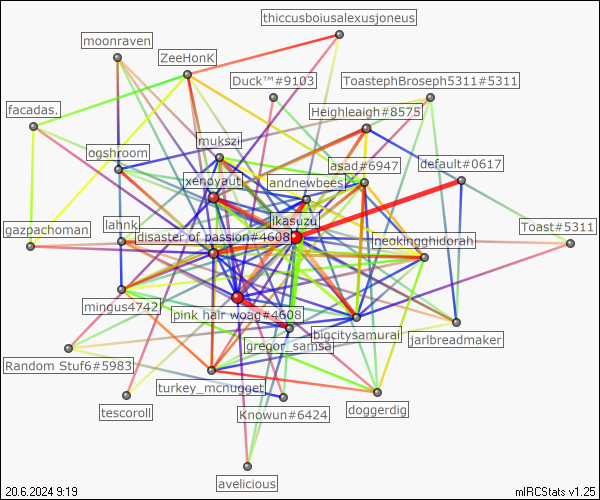 thiccusboiusalexusjoneus
moonraven
ZeeHonK
Duck™#9103
ToastephBroseph5311#5311
facadas.
Heighleaigh#8575
mukszi
ogshroom
asad#6947
default#0617
xenoyaut
landnewbees
ikasuzu
lahnk
gazpachoman
disaster of passion#4608
neokingghidorah
Toast#5311
mingus4742
pink hair woag#4608
bigcitysamurai
jarlbreadmaker
gregor_samsa
Random Stuf6#5983
turkey_mcnugget
doggerdig
tescoroll
Knowun#6424
avelicious
20.6.2024 9:19
mIRCStats v1.25